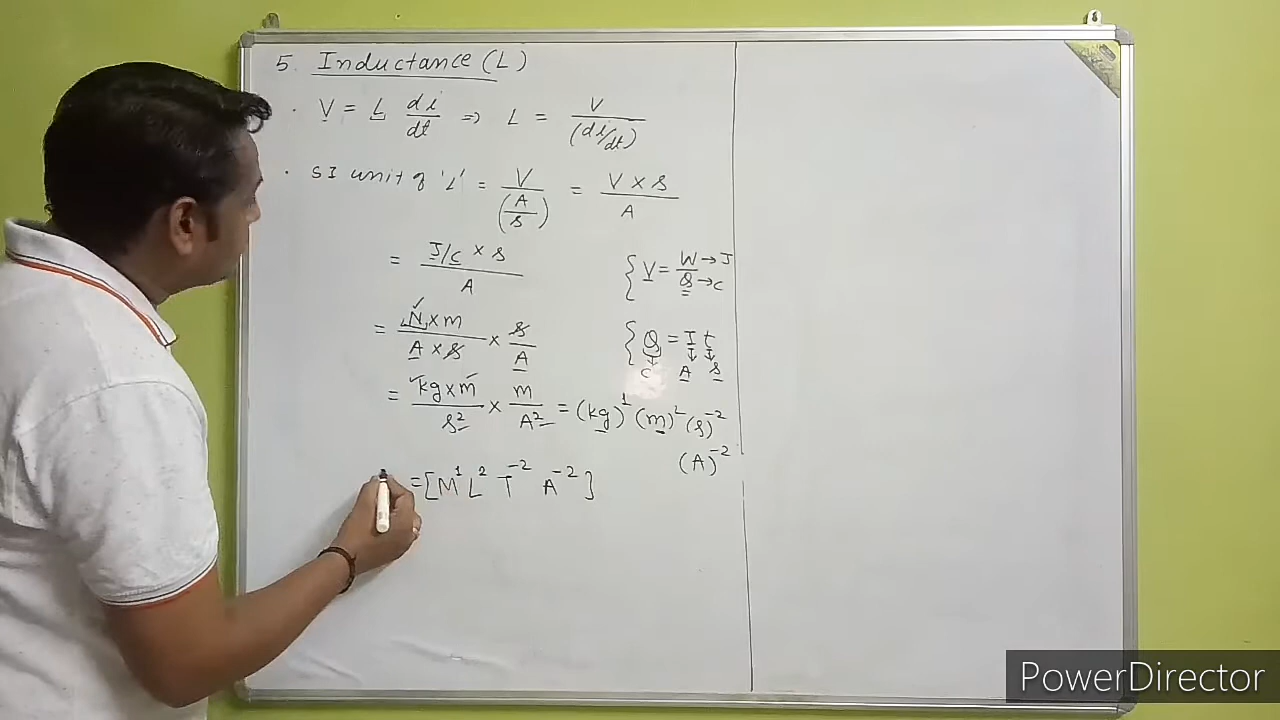 5. Inductance (L)
. V = L di/dt ⇒ L = V/(di/dt)
. SI unit of 'L' = V/(A/s) = V×s/A
= J/C × s/A
{ V = W → J / Q → C
= N×m/A×s × s/A
{ Q = I t
↓ ↓ ↓
C A s
= kg×m/s² × m/A² = (kg)¹ (m)² (s)⁻²
(A)⁻²
= [M¹ L² T⁻² A⁻²]
PowerDirector